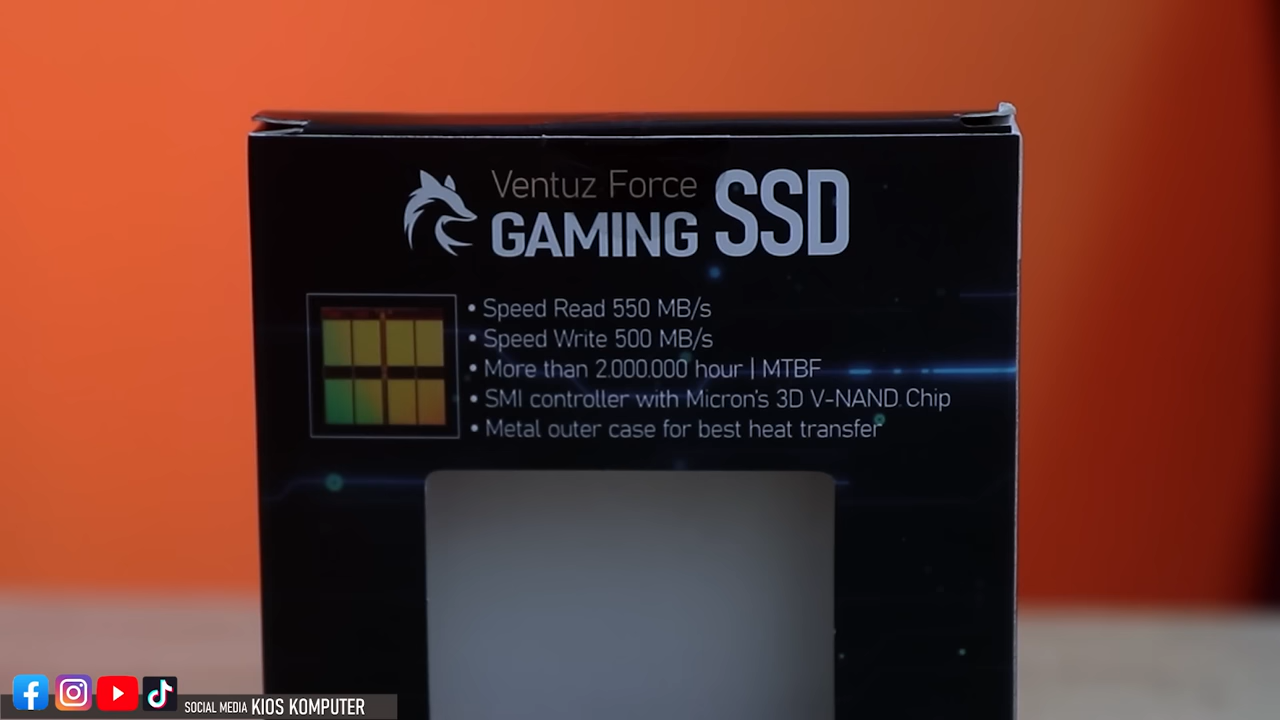 Ventuz Force
GAMING SSD
• Speed Read 550 MB/s
• Speed Write 500 MB/s
• More than 2.000.000 hour | MTBF
• SMI controller with Micron's 3D V-NAND Chip
• Metal outer case for best heat transfer
SOCIAL MEDIA KIOS KOMPUTER